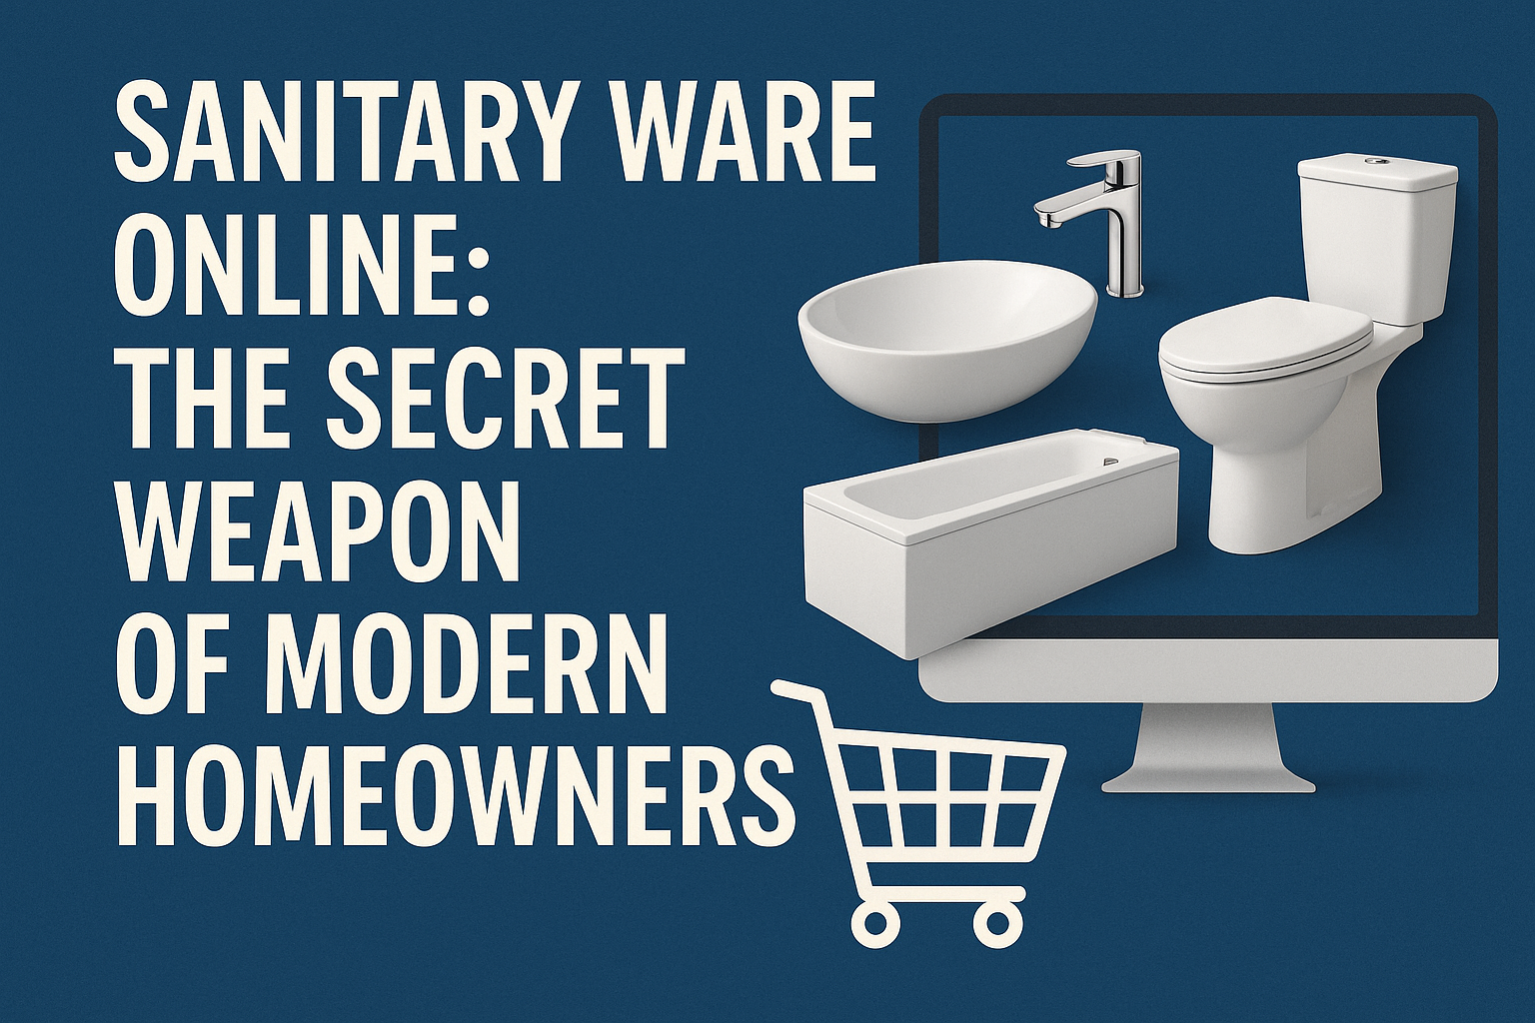 SANITARY WARE
ONLINE:
THE SECRET
WEAPON
OF MODERN
HOMEOWNERS